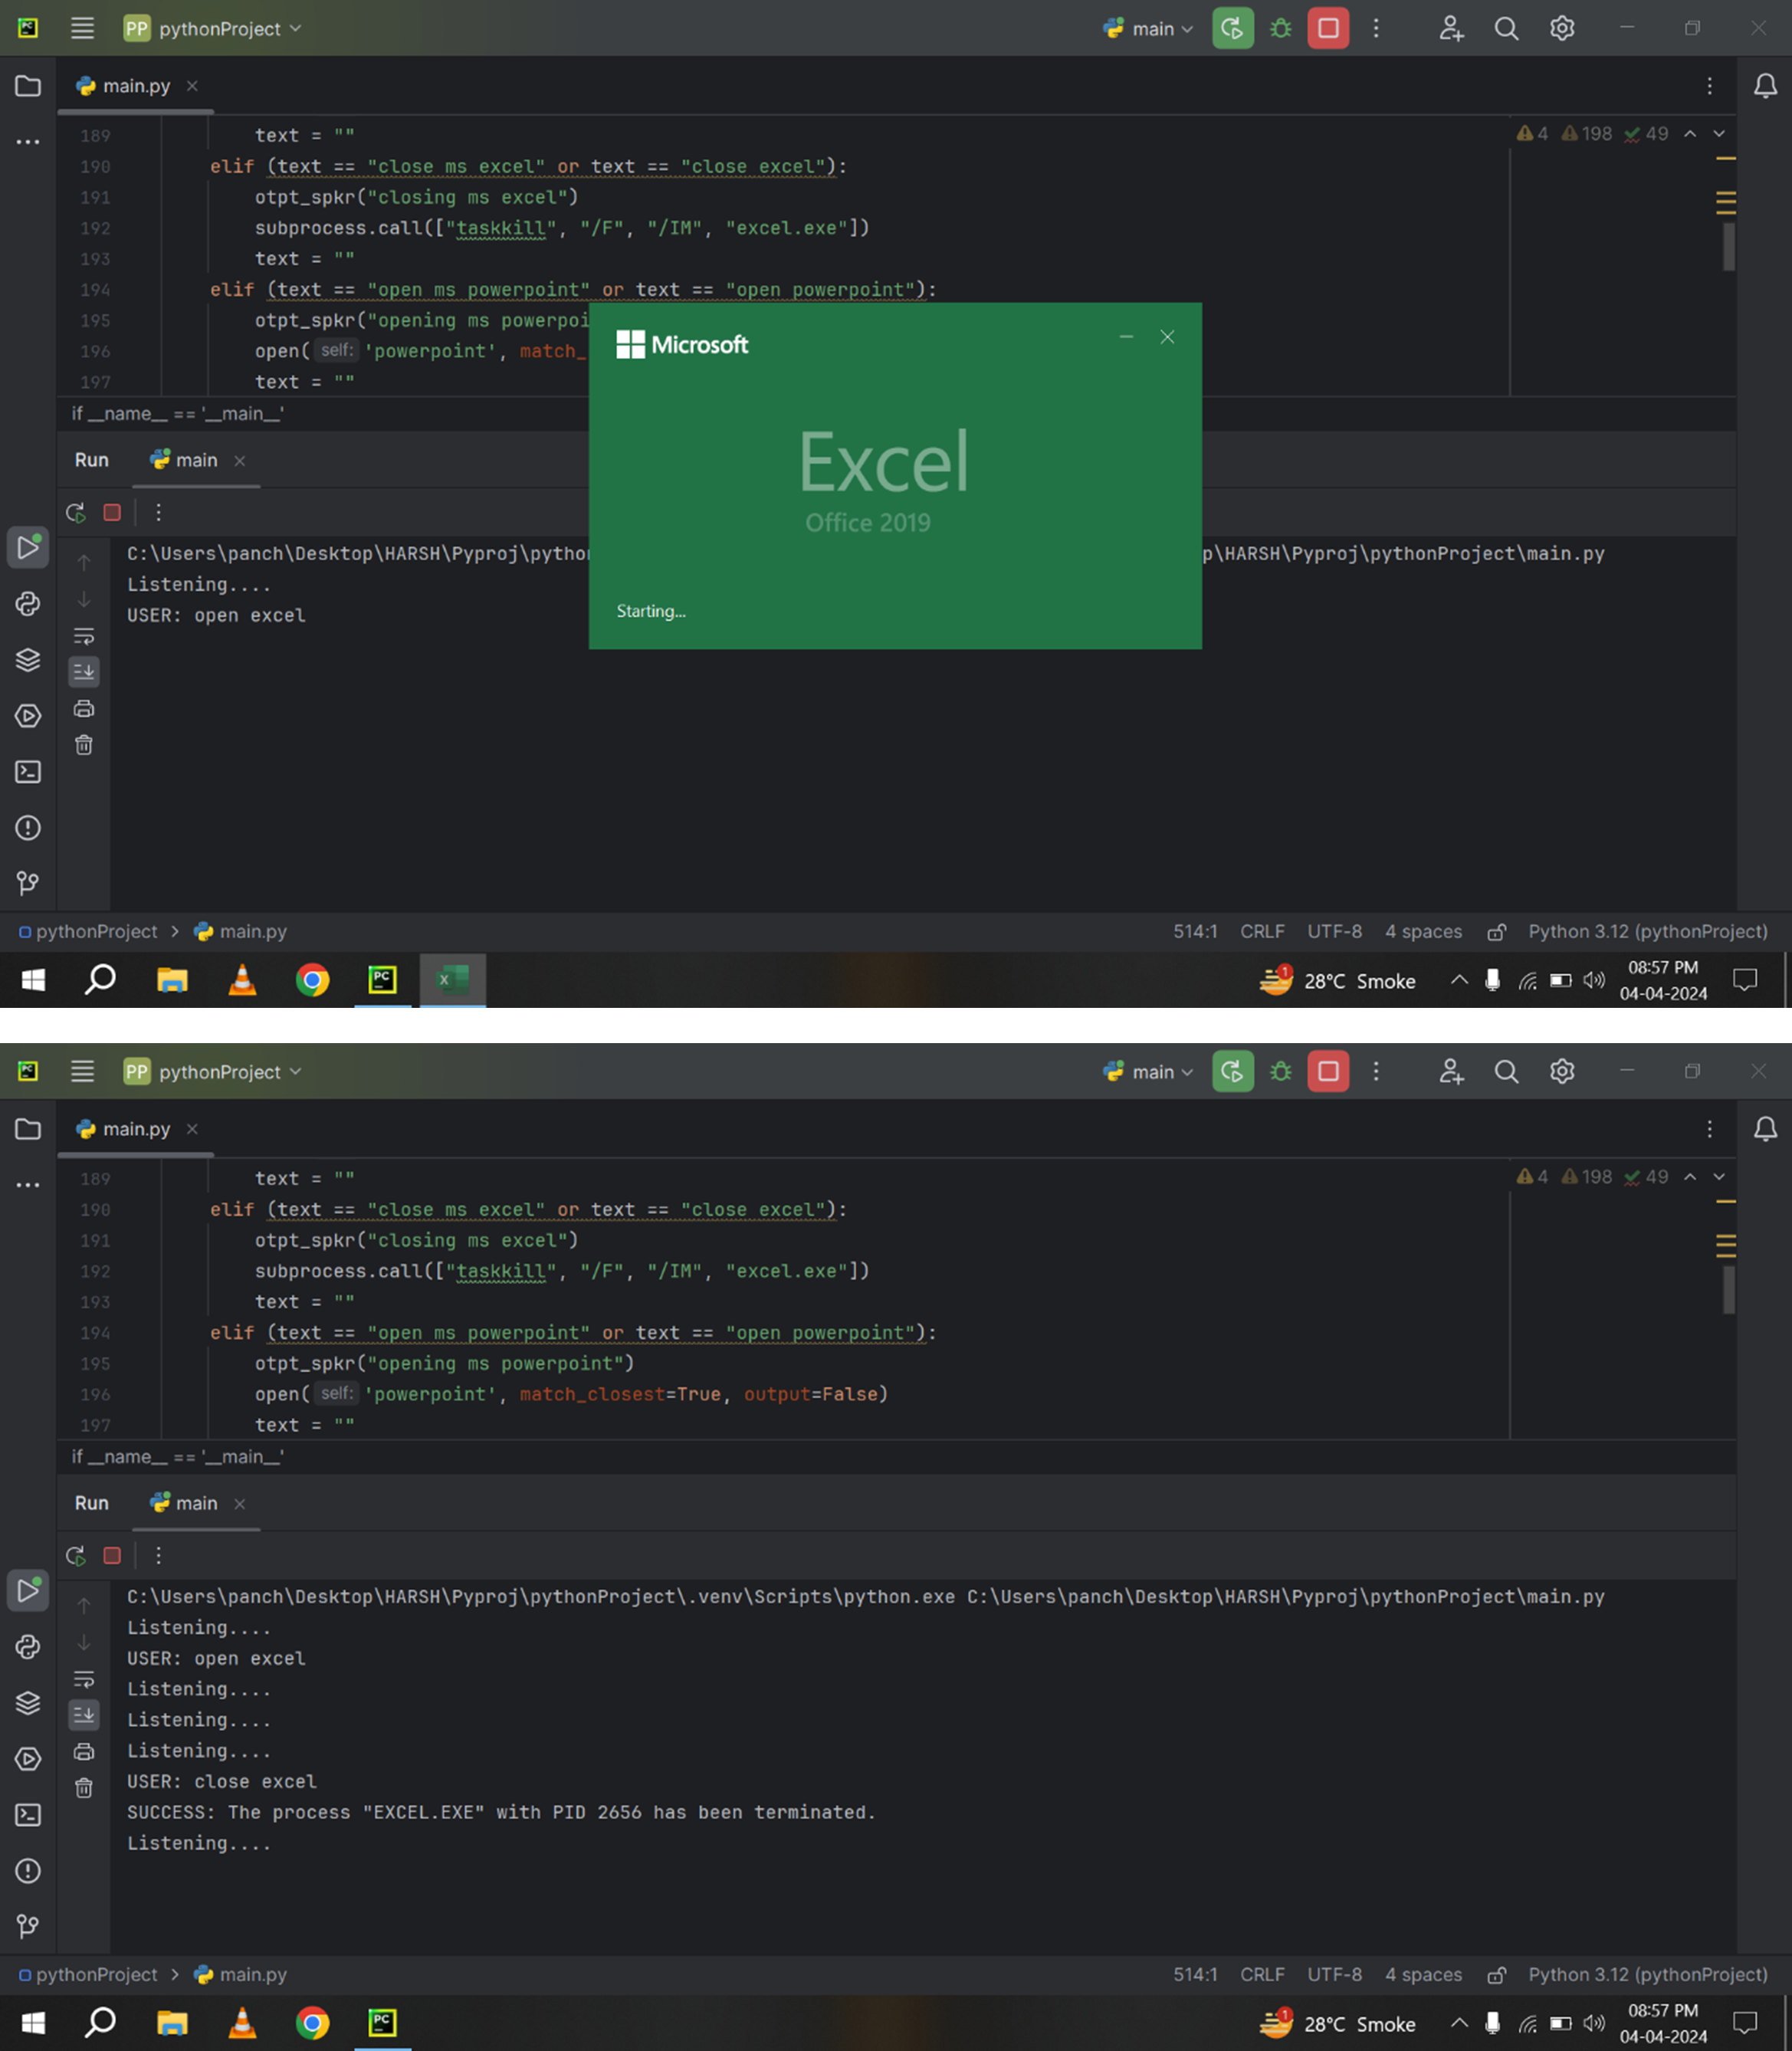 PC PP pythonProject main
main.py
4 198 49
189 text = ""
190 elif (text == "close ms excel" or text == "close excel"):
191 otpt_spkr("closing ms excel")
192 subprocess.call(["taskkill", "/F", "/IM", "excel.exe"])
193 text = ""
194 elif (text == "open ms powerpoint" or text == "open powerpoint"):
195 otpt_spkr("opening ms powerpoi
196 open( self: 'powerpoint', match_
197 text = ""
Microsoft
Excel
Office 2019
Starting...
if __name__ == '__main__'
Run main
C:\Users\panch\Desktop\HARSH\Pyproj\pytho p\HARSH\Pyproj\pythonProject\main.py
Listening....
USER: open excel
pythonProject > main.py 514:1 CRLF UTF-8 4 spaces Python 3.12 (pythonProject)
PC X 1 28°C Smoke 08:57 PM
04-04-2024
PC PP pythonProject main
main.py
4 198 49
189 text = ""
190 elif (text == "close ms excel" or text == "close excel"):
191 otpt_spkr("closing ms excel")
192 subprocess.call(["taskkill", "/F", "/IM", "excel.exe"])
193 text = ""
194 elif (text == "open ms powerpoint" or text == "open powerpoint"):
195 otpt_spkr("opening ms powerpoint")
196 open( self: 'powerpoint', match_closest=True, output=False)
197 text = ""
if __name__ == '__main__'
Run main
C:\Users\panch\Desktop\HARSH\Pyproj\pythonProject\.venv\Scripts\python.exe C:\Users\panch\Desktop\HARSH\Pyproj\pythonProject\main.py
Listening....
USER: open excel
Listening....
Listening....
Listening....
USER: close excel
SUCCESS: The process "EXCEL.EXE" with PID 2656 has been terminated.
Listening....
pythonProject > main.py 514:1 CRLF UTF-8 4 spaces Python 3.12 (pythonProject)
PC 1 28°C Smoke 08:57 PM
04-04-2024